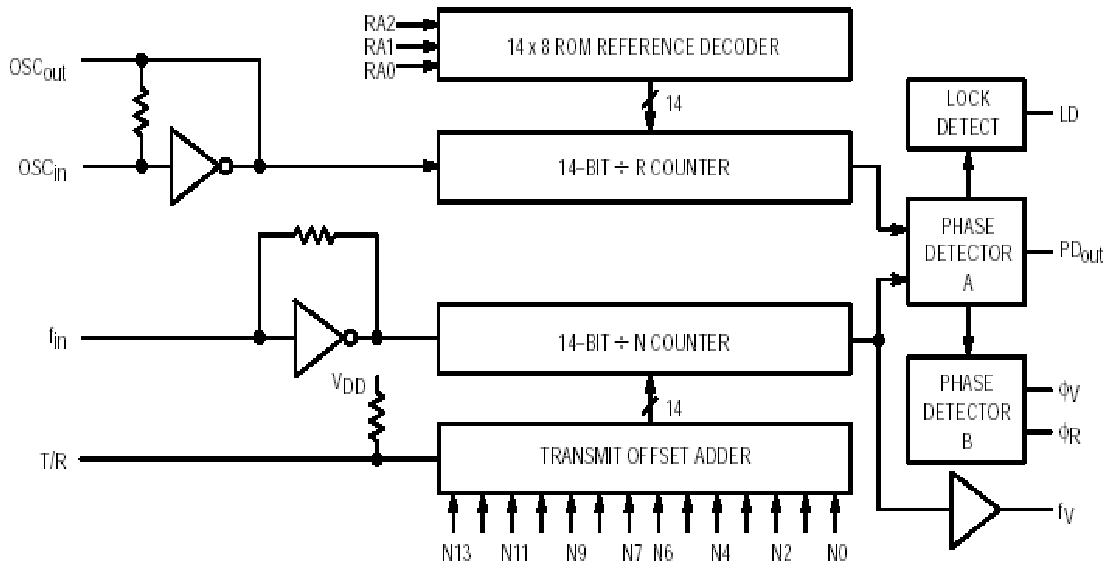 RA2
RA1
RA0
14 x 8 ROM REFERENCE DECODER
OSCout
14
LOCK
DETECT
LD
OSCin
14–BIT ÷ R COUNTER
PHASE
DETECTOR
A
PDout
fin
14–BIT ÷ N COUNTER
VDD
14
PHASE
DETECTOR
B
ϕV
ϕR
T/R
TRANSMIT OFFSET ADDER
fV
N13 N11 N9 N7 N6 N4 N2 N0